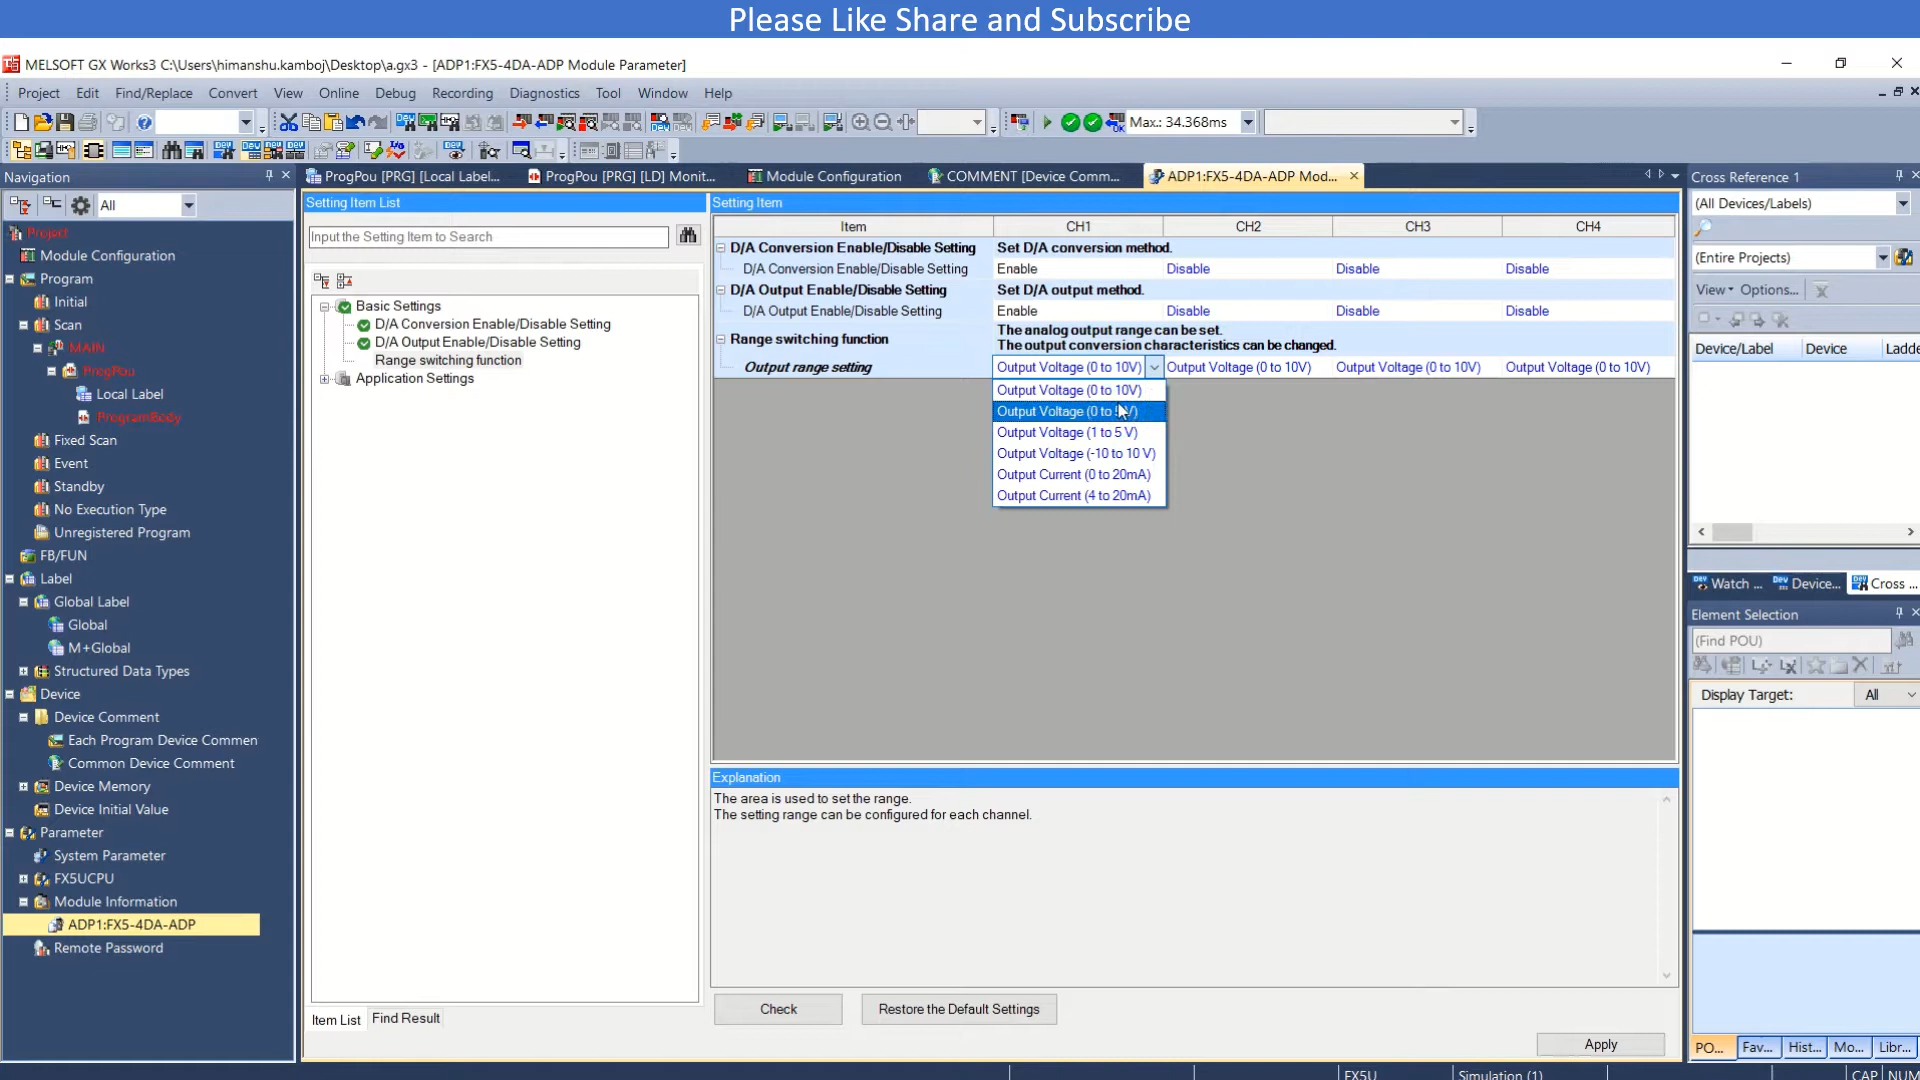 Please Like Share and Subscribe
MELSOFT GX Works3 C:\Users\himanshu.kamboj\Desktop\a.gx3 - [ADP1:FX5-4DA-ADP Module Parameter]
Project Edit Find/Replace Convert View Online Debug Recording Diagnostics Tool Window Help
Max.: 34.368ms
Navigation
All
Project
Module Configuration
Program
Initial
Scan
MAIN
ProgPou
Local Label
ProgramBody
Fixed Scan
Event
Standby
No Execution Type
Unregistered Program
FB/FUN
Label
Global Label
Global
M+Global
Structured Data Types
Device
Device Comment
Each Program Device Commen
Common Device Comment
Device Memory
Device Initial Value
Parameter
System Parameter
FX5UCPU
Module Information
ADP1:FX5-4DA-ADP
Remote Password
ProgPou [PRG] [Local Label... ProgPou [PRG] [LD] Monit... Module Configuration COMMENT [Device Comm... ADP1:FX5-4DA-ADP Mod...
Setting Item List
Input the Setting Item to Search
Basic Settings
D/A Conversion Enable/Disable Setting
D/A Output Enable/Disable Setting
Range switching function
Application Settings
Item List Find Result
Setting Item
Item CH1 CH2 CH3 CH4
D/A Conversion Enable/Disable Setting Set D/A conversion method.
D/A Conversion Enable/Disable Setting Enable Disable Disable Disable
D/A Output Enable/Disable Setting Set D/A output method.
D/A Output Enable/Disable Setting Enable Disable Disable Disable
Range switching function The analog output range can be set.
The output conversion characteristics can be changed.
Output range setting Output Voltage (0 to 10V) Output Voltage (0 to 10V) Output Voltage (0 to 10V) Output Voltage (0 to 10V)
Output Voltage (0 to 10V)
Output Voltage (0 to 5 V)
Output Voltage (1 to 5 V)
Output Voltage (-10 to 10 V)
Output Current (0 to 20mA)
Output Current (4 to 20mA)
Explanation
The area is used to set the range.
The setting range can be configured for each channel.
Check Restore the Default Settings
Apply
Cross Reference 1
(All Devices/Labels)
(Entire Projects)
View Options...
Device/Label Device Ladde
Watch ... Device... Cross ...
Element Selection
(Find POU)
Display Target: All
PO... Fav... Hist... Mo... Libr...
FX5U Simulation (1) CAP NUM